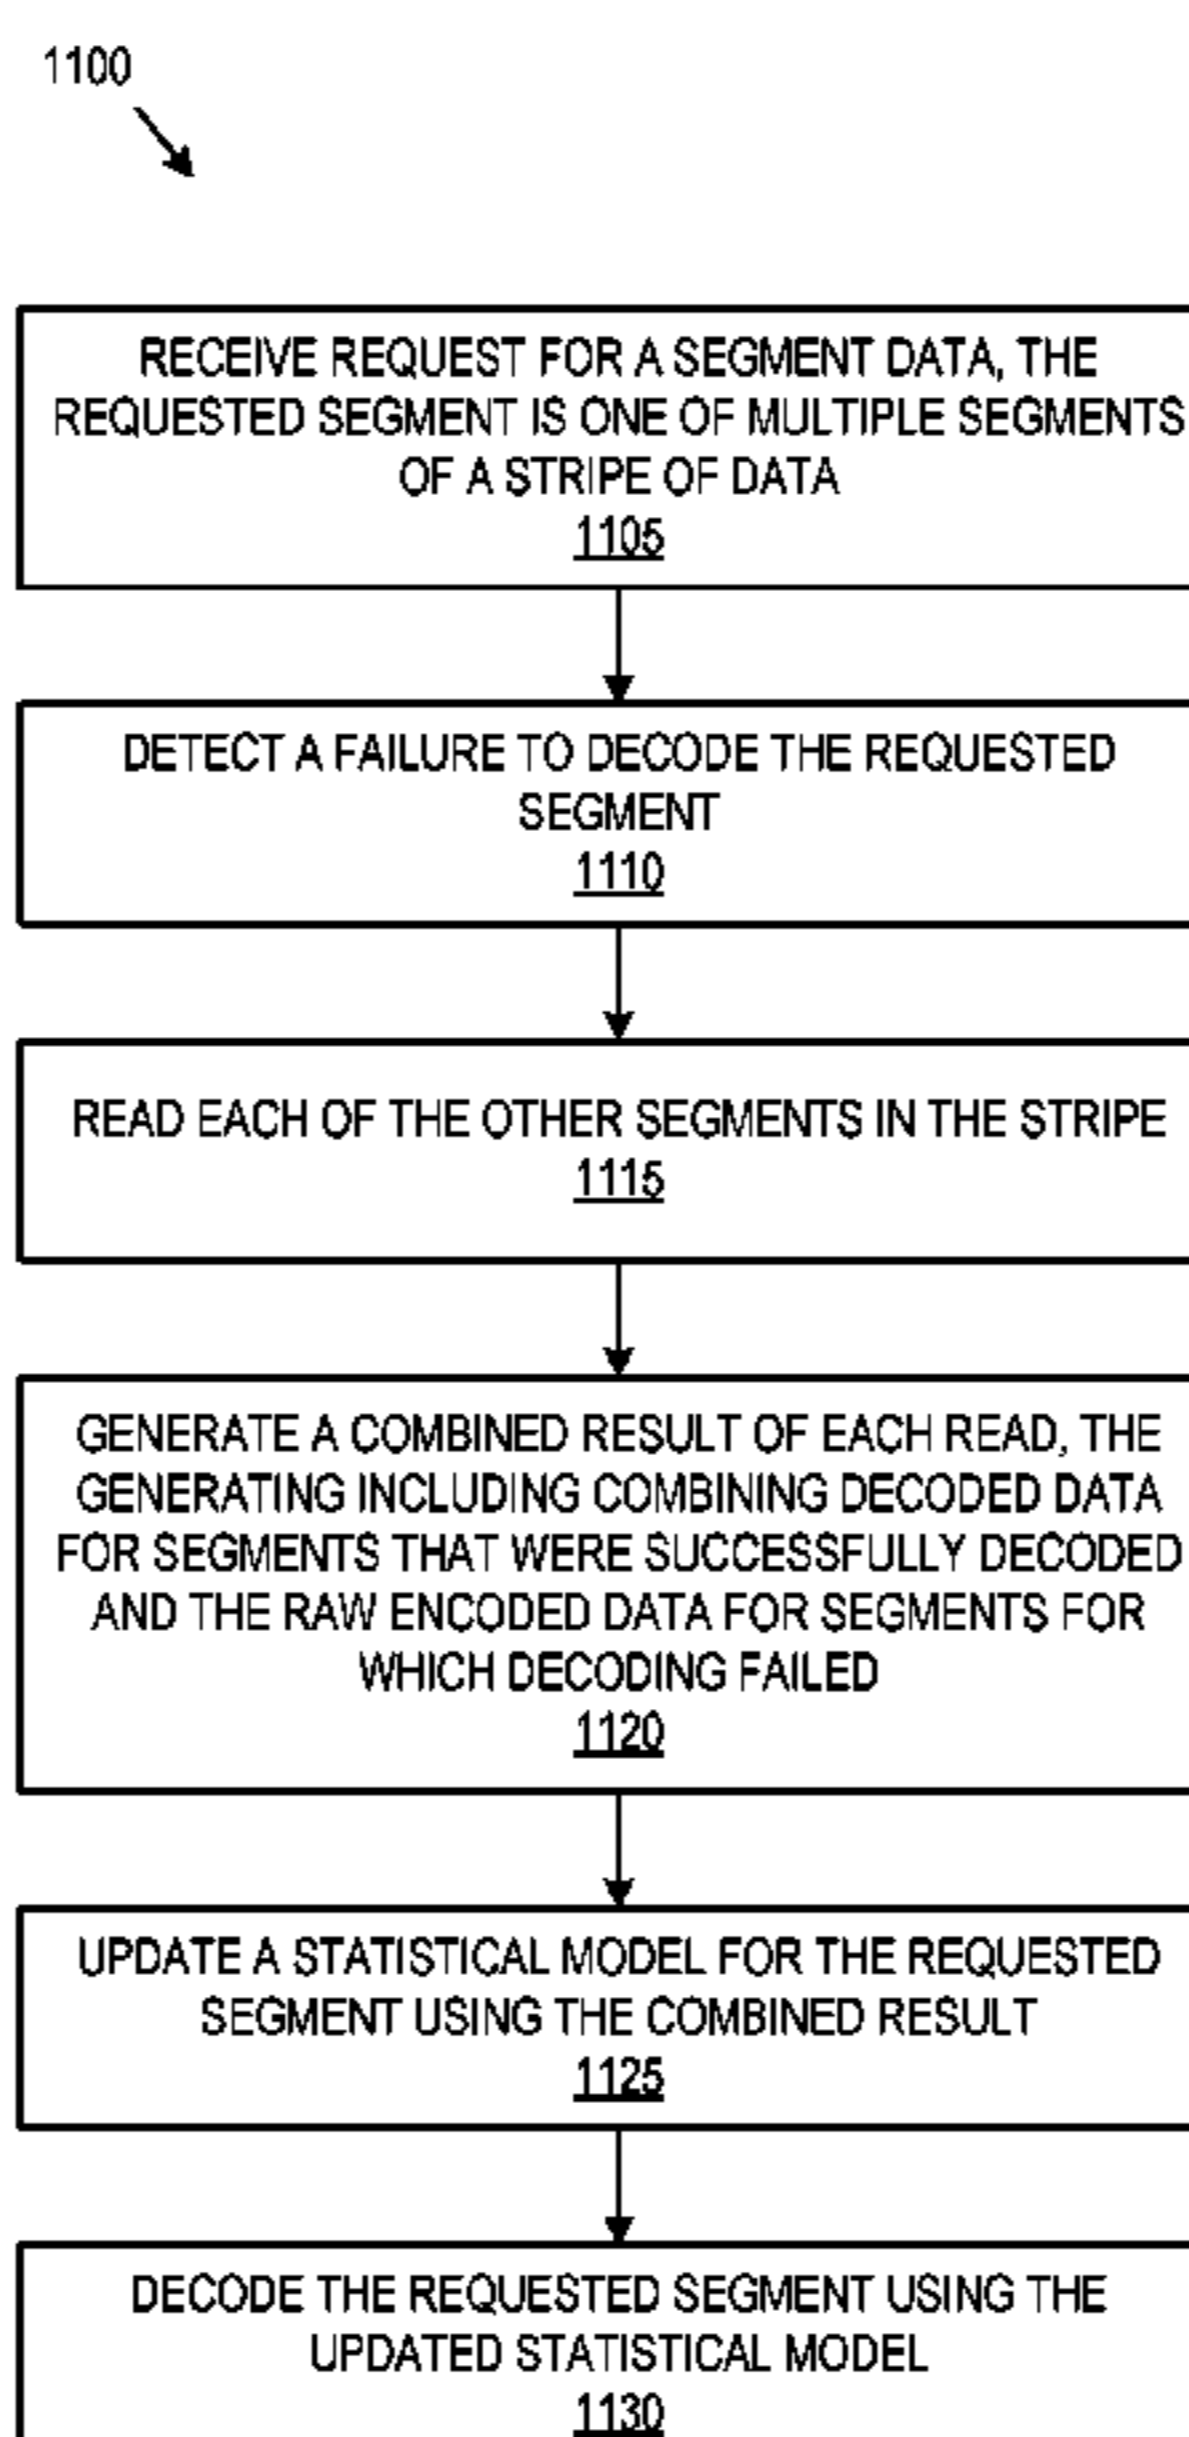 1100
RECEIVE REQUEST FOR A SEGMENT DATA, THE
REQUESTED SEGMENT IS ONE OF MULTIPLE SEGMENTS
OF A STRIPE OF DATA
1105
DETECT A FAILURE TO DECODE THE REQUESTED
SEGMENT
1110
READ EACH OF THE OTHER SEGMENTS IN THE STRIPE
1115
GENERATE A COMBINED RESULT OF EACH READ, THE
GENERATING INCLUDING COMBINING DECODED DATA
FOR SEGMENTS THAT WERE SUCCESSFULLY DECODED
AND THE RAW ENCODED DATA FOR SEGMENTS FOR
WHICH DECODING FAILED
1120
UPDATE A STATISTICAL MODEL FOR THE REQUESTED
SEGMENT USING THE COMBINED RESULT
1125
DECODE THE REQUESTED SEGMENT USING THE
UPDATED STATISTICAL MODEL
1130